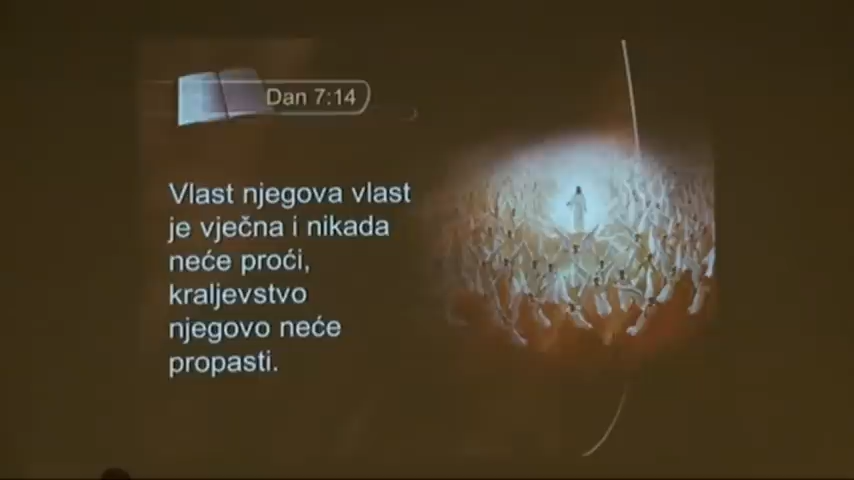 Dan 7:14
Vlast njegova vlast
je vječna i nikada
neće proći,
kraljevstvo
njegovo neće
propasti.